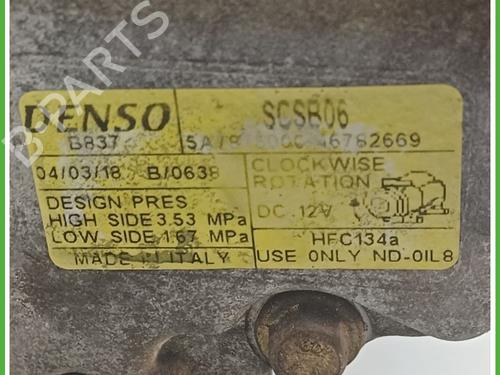 B-PARTS
DENSO
SCSB06
B837
46782669
04/03/18 B/0638
CLOCKWISE
ROTATION
DESIGN PRES
HIGH SIDE 3.53 MPa
LOW SIDE 1.67 MPa
DC 12V
HFC134a
MADE IN ITALY
USE ONLY ND-OIL8